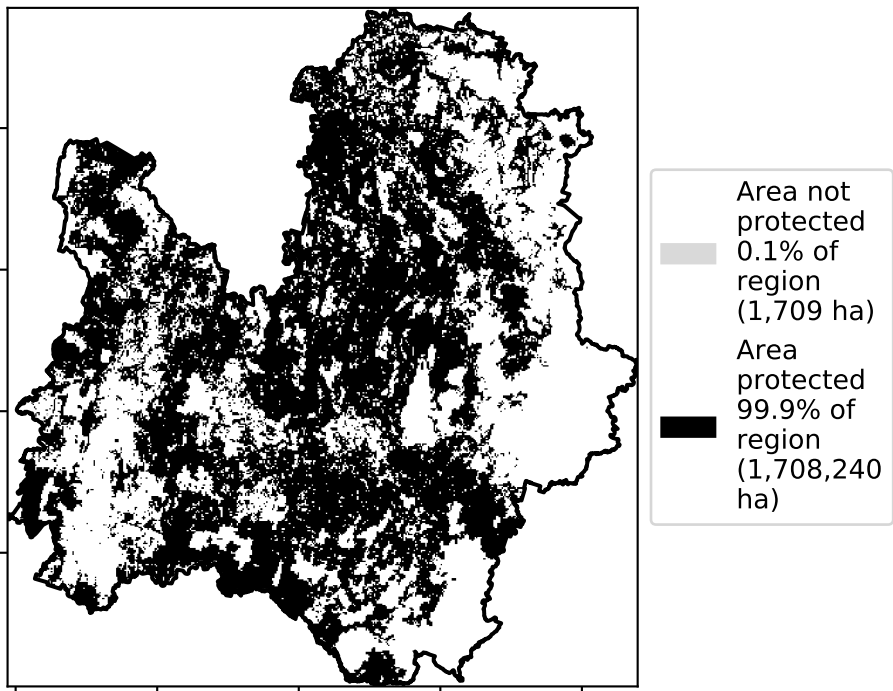 Area not
protected
0.1% of
region
(1,709 ha)
Area
protected
99.9% of
region
(1,708,240
ha)